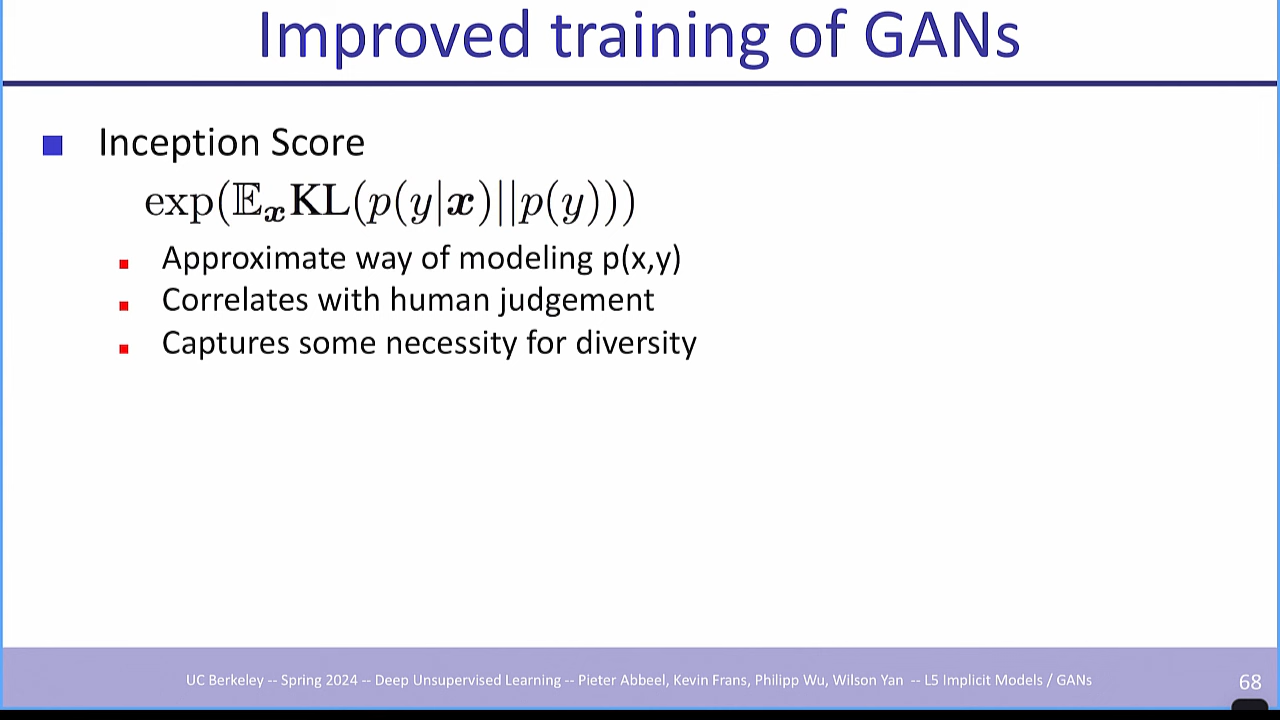 Improved training of GANs
Inception Score
exp(𝔼ₓKL(p(y|x)||p(y)))
Approximate way of modeling p(x,y)
Correlates with human judgement
Captures some necessity for diversity
UC Berkeley -- Spring 2024 -- Deep Unsupervised Learning -- Pieter Abbeel, Kevin Frans, Philipp Wu, Wilson Yan -- L5 Implicit Models / GANs
68